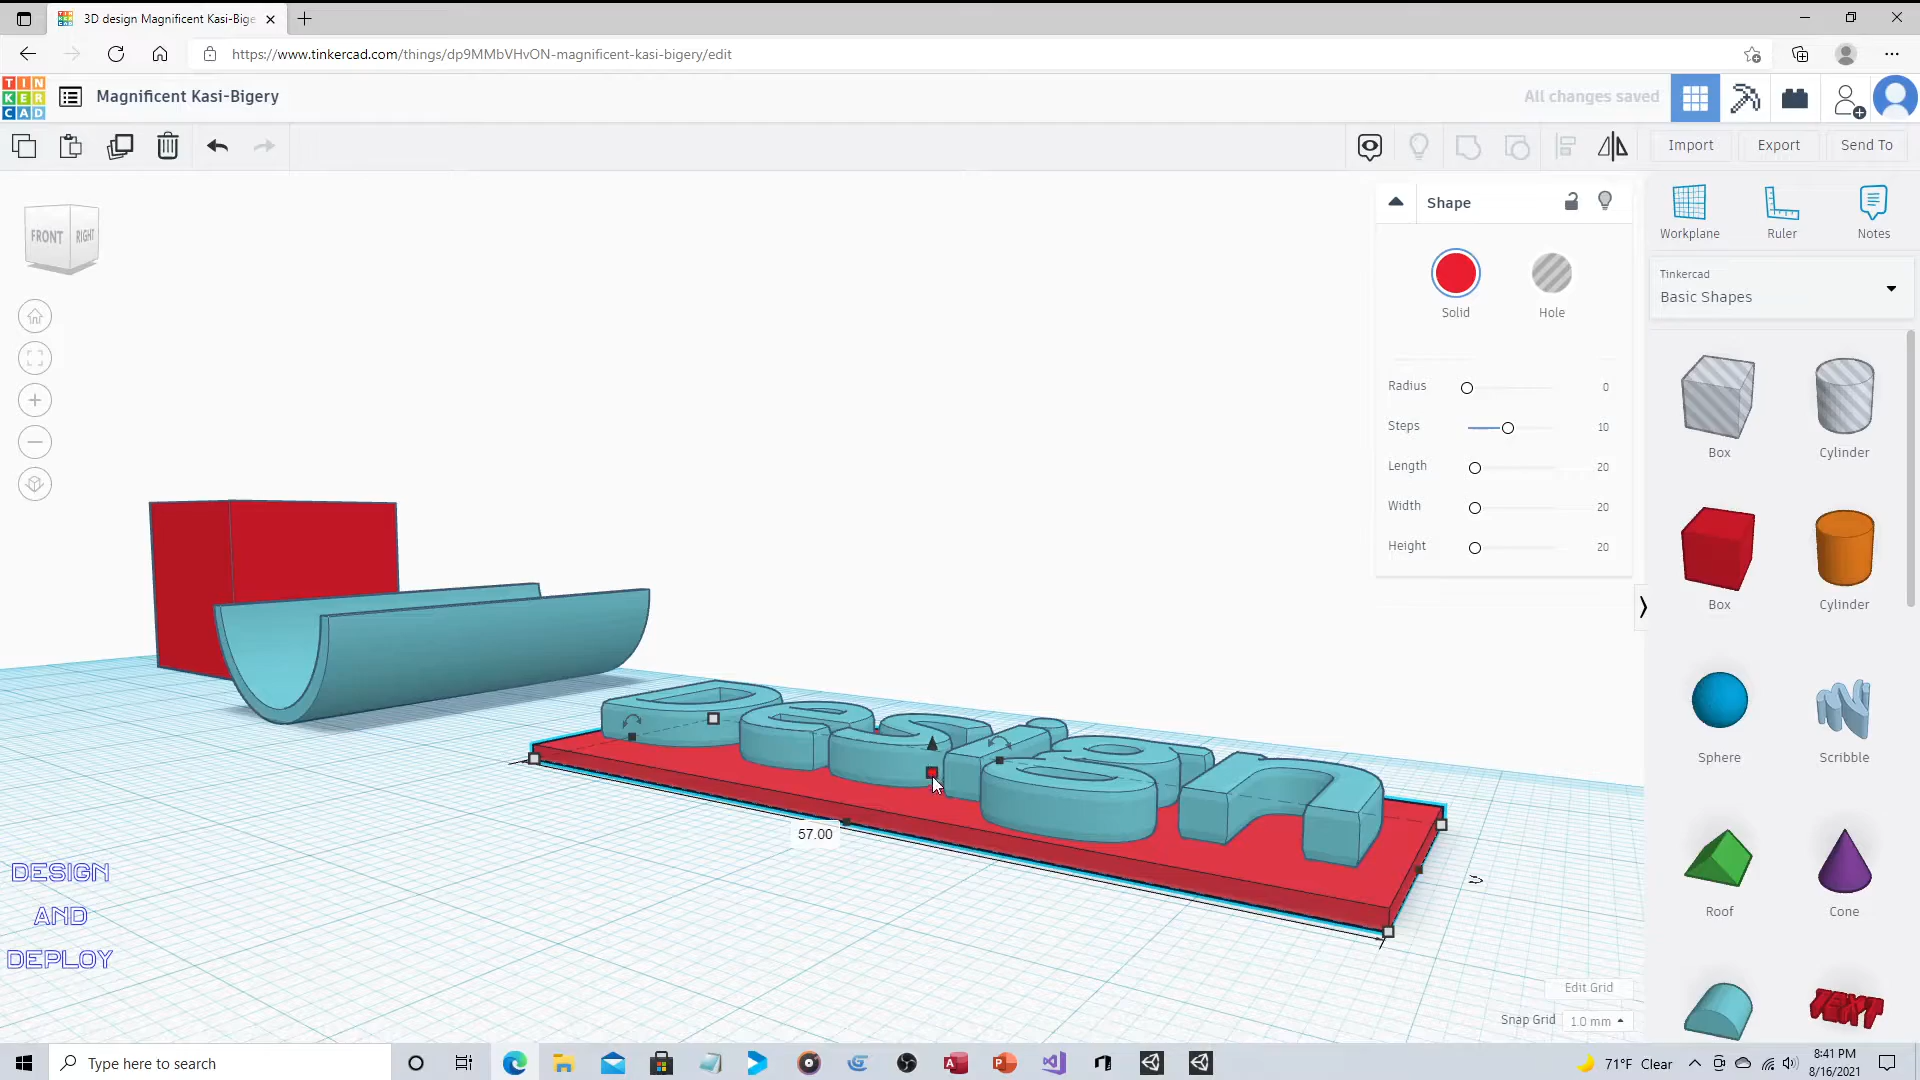 3D design Magnificent Kasi-Bige
https://www.tinkercad.com/things/dp9MMbVHvON-magnificent-kasi-bigery/edit
TIN
KER
CAD
Magnificent Kasi-Bigery
All changes saved
Import
Export
Send To
FRONT
RIGHT
Shape
Solid
Hole
Radius 0
Steps 10
Length 20
Width 20
Height 20
Workplane
Ruler
Notes
Tinkercad
Basic Shapes
Box
Cylinder
Box
Cylinder
Sphere
Scribble
Roof
Cone
TEXT
Design
57.00
DESIGN
AND
DEPLOY
Edit Grid
Snap Grid 1.0 mm
Type here to search
71°F Clear
8:41 PM
8/16/2021